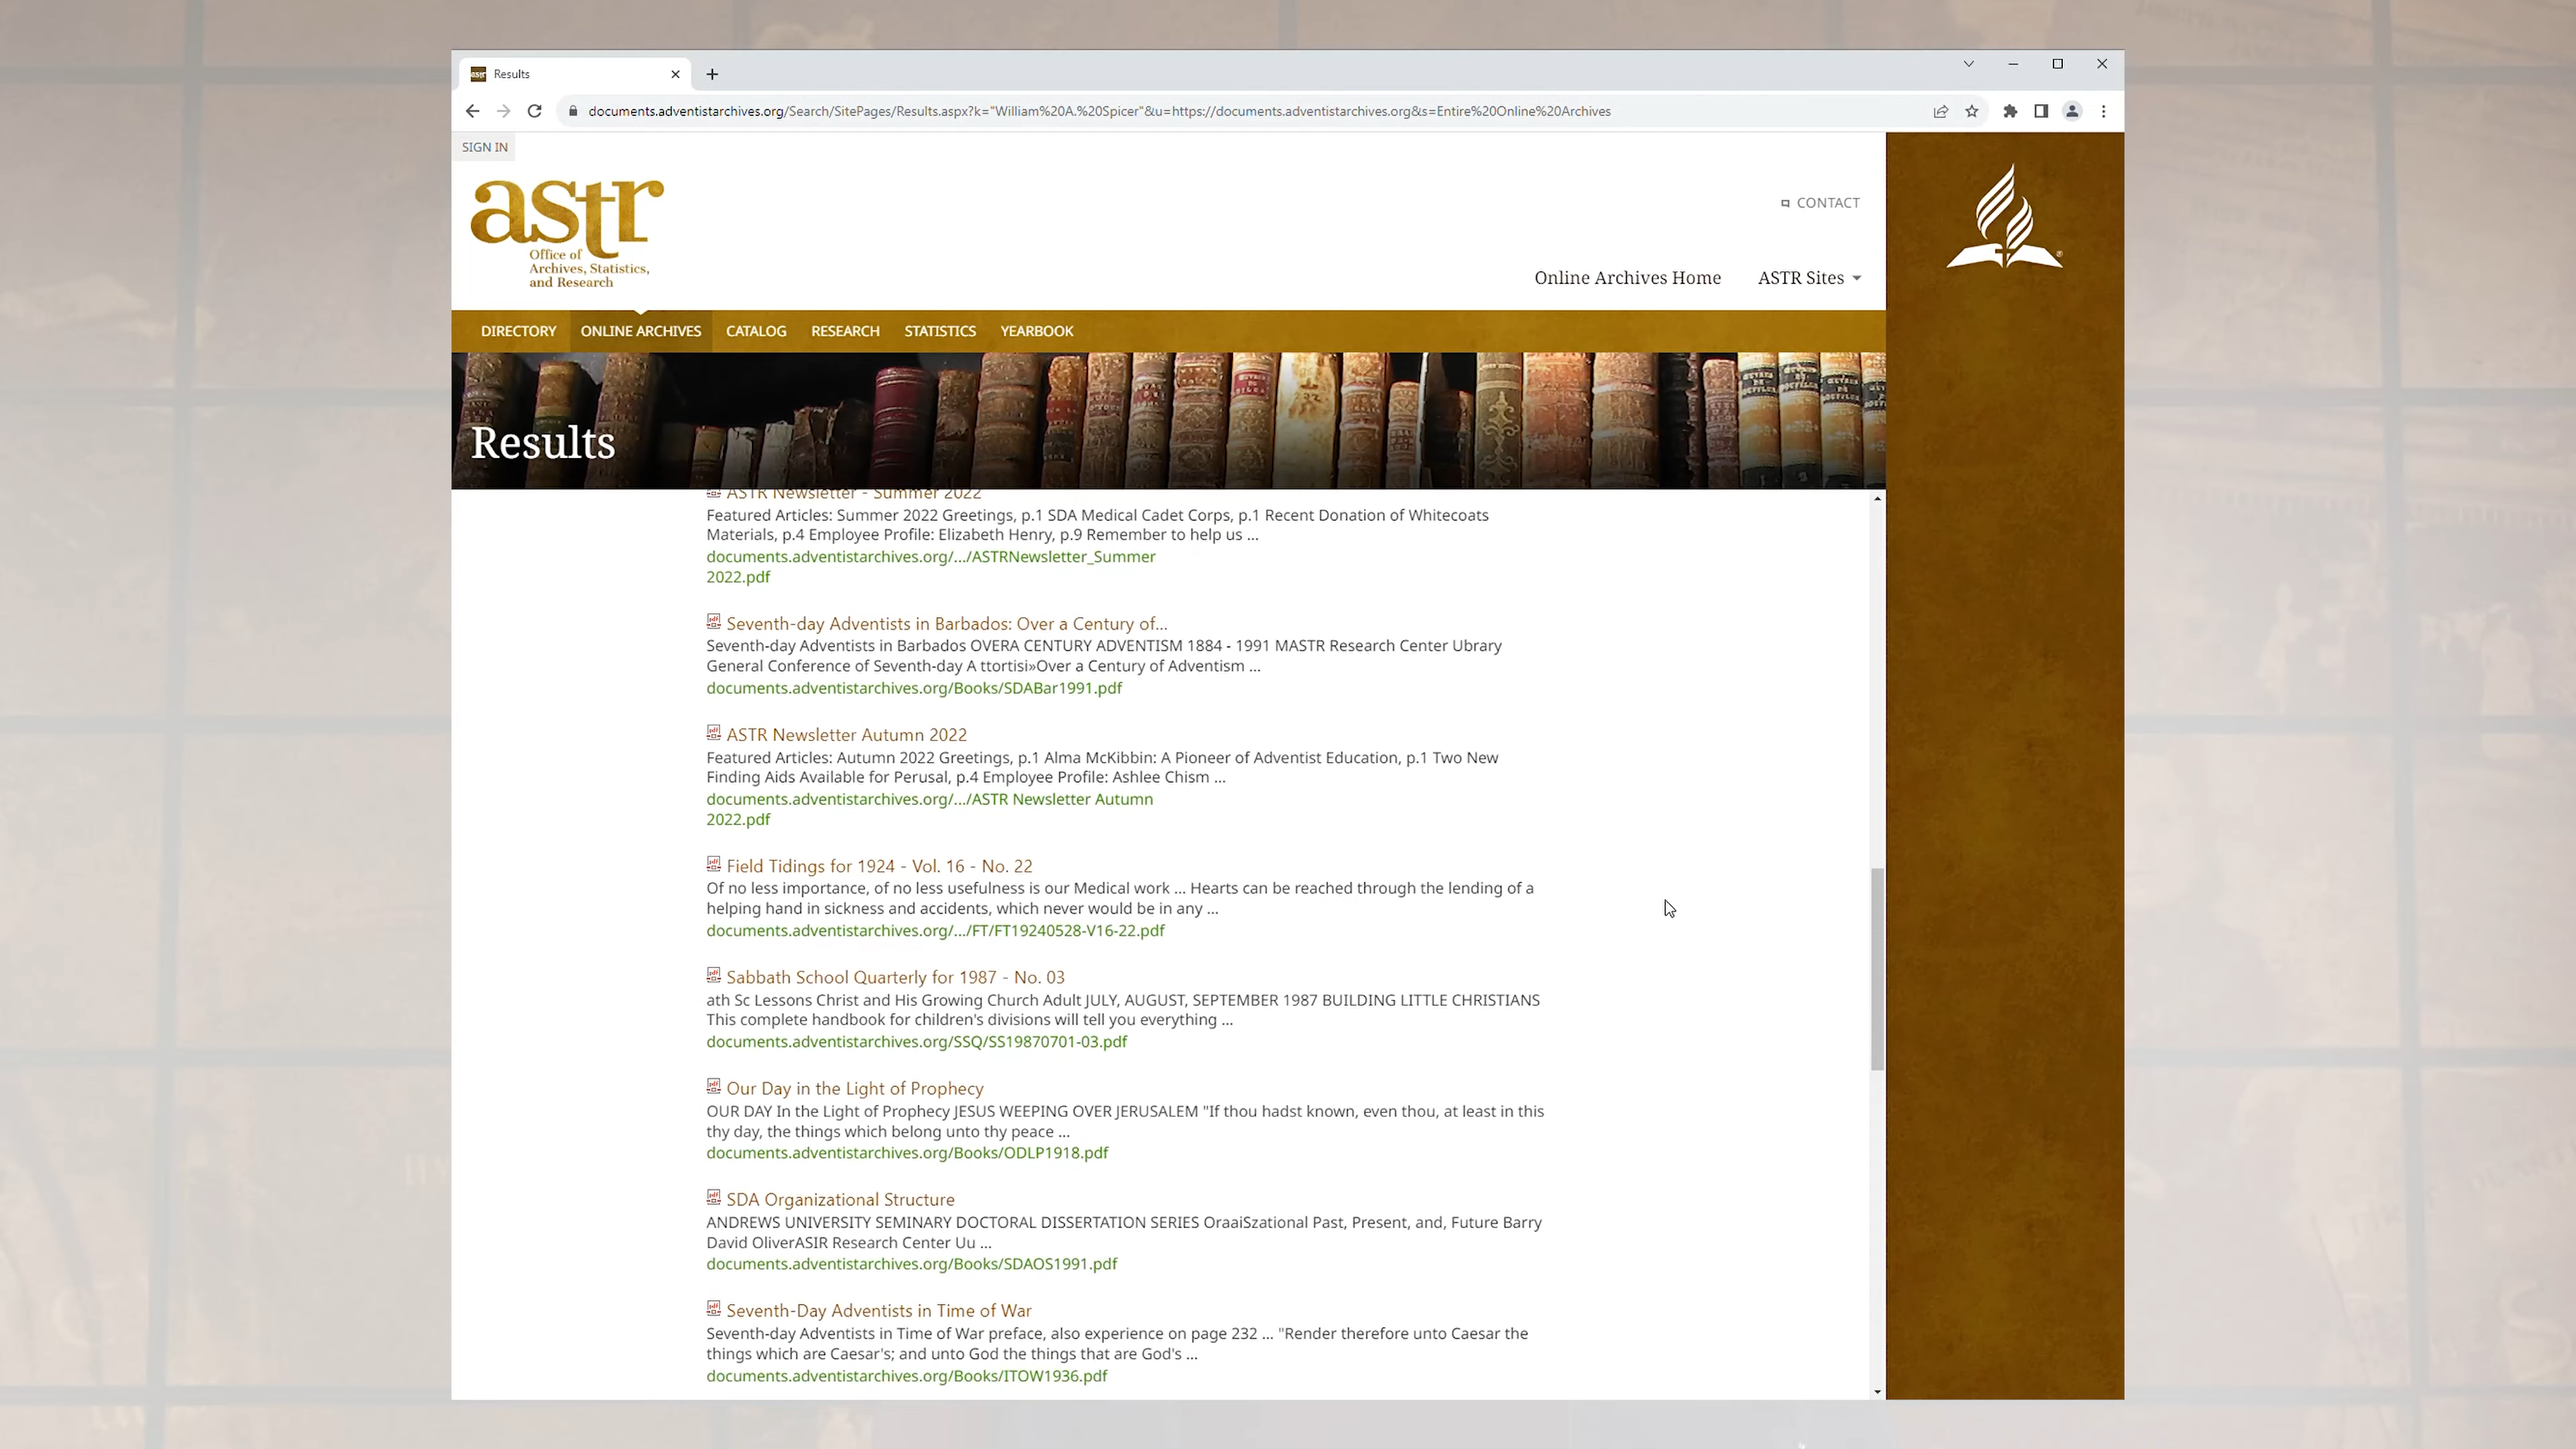 Results
documents.adventistarchives.org/Search/SitePages/Results.aspx?k="William%20A.%20Spicer"&u=https://documents.adventistarchives.org&s=Entire%20Online%20Archives
SIGN IN
astr
Office of
Archives, Statistics,
and Research
CONTACT
Online Archives Home ASTR Sites
DIRECTORY ONLINE ARCHIVES CATALOG RESEARCH STATISTICS YEARBOOK
Results
ASTR Newsletter - Summer 2022
Featured Articles: Summer 2022 Greetings, p.1 SDA Medical Cadet Corps, p.1 Recent Donation of Whitecoats
Materials, p.4 Employee Profile: Elizabeth Henry, p.9 Remember to help us ...
documents.adventistarchives.org/.../ASTRNewsletter_Summer
2022.pdf
Seventh-day Adventists in Barbados: Over a Century of...
Seventh-day Adventists in Barbados OVERA CENTURY ADVENTISM 1884 - 1991 MASTR Research Center Ubrary
General Conference of Seventh-day A ttortisi»Over a Century of Adventism ...
documents.adventistarchives.org/Books/SDABar1991.pdf
ASTR Newsletter Autumn 2022
Featured Articles: Autumn 2022 Greetings, p.1 Alma McKibbin: A Pioneer of Adventist Education, p.1 Two New
Finding Aids Available for Perusal, p.4 Employee Profile: Ashlee Chism ...
documents.adventistarchives.org/.../ASTR Newsletter Autumn
2022.pdf
Field Tidings for 1924 - Vol. 16 - No. 22
Of no less importance, of no less usefulness is our Medical work ... Hearts can be reached through the lending of a
helping hand in sickness and accidents, which never would be in any ...
documents.adventistarchives.org/.../FT/FT19240528-V16-22.pdf
Sabbath School Quarterly for 1987 - No. 03
ath Sc Lessons Christ and His Growing Church Adult JULY, AUGUST, SEPTEMBER 1987 BUILDING LITTLE CHRISTIANS
This complete handbook for children's divisions will tell you everything ...
documents.adventistarchives.org/SSQ/SS19870701-03.pdf
Our Day in the Light of Prophecy
OUR DAY In the Light of Prophecy JESUS WEEPING OVER JERUSALEM "If thou hadst known, even thou, at least in this
thy day, the things which belong unto thy peace ...
documents.adventistarchives.org/Books/ODLP1918.pdf
SDA Organizational Structure
ANDREWS UNIVERSITY SEMINARY DOCTORAL DISSERTATION SERIES OraaiSzational Past, Present, and, Future Barry
David OliverASIR Research Center Uu ...
documents.adventistarchives.org/Books/SDAOS1991.pdf
Seventh-Day Adventists in Time of War
Seventh-day Adventists in Time of War preface, also experience on page 232 ... "Render therefore unto Caesar the
things which are Caesar's; and unto God the things that are God's ...
documents.adventistarchives.org/Books/ITOW1936.pdf